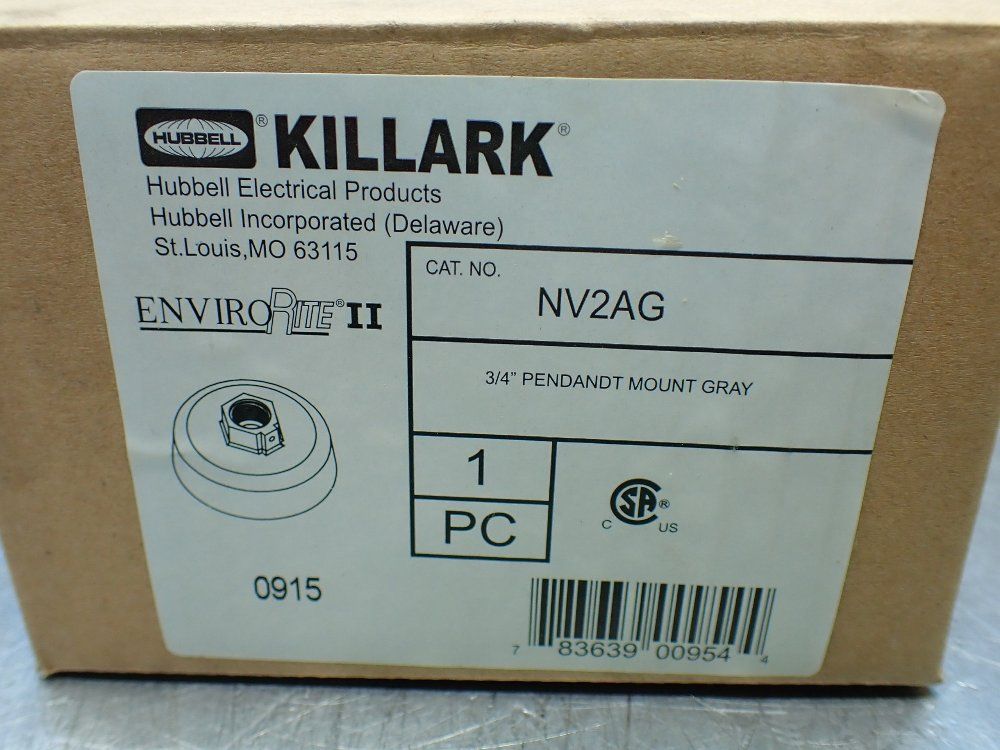 HUBBELL® KILLARK®
Hubbell Electrical Products
Hubbell Incorporated (Delaware)
St.Louis,MO 63115
ENVIRORITE® II
CAT. NO.
NV2AG
3/4" PENDANDT MOUNT GRAY
1
PC
C SA® US
0915
7 83639 00954 4